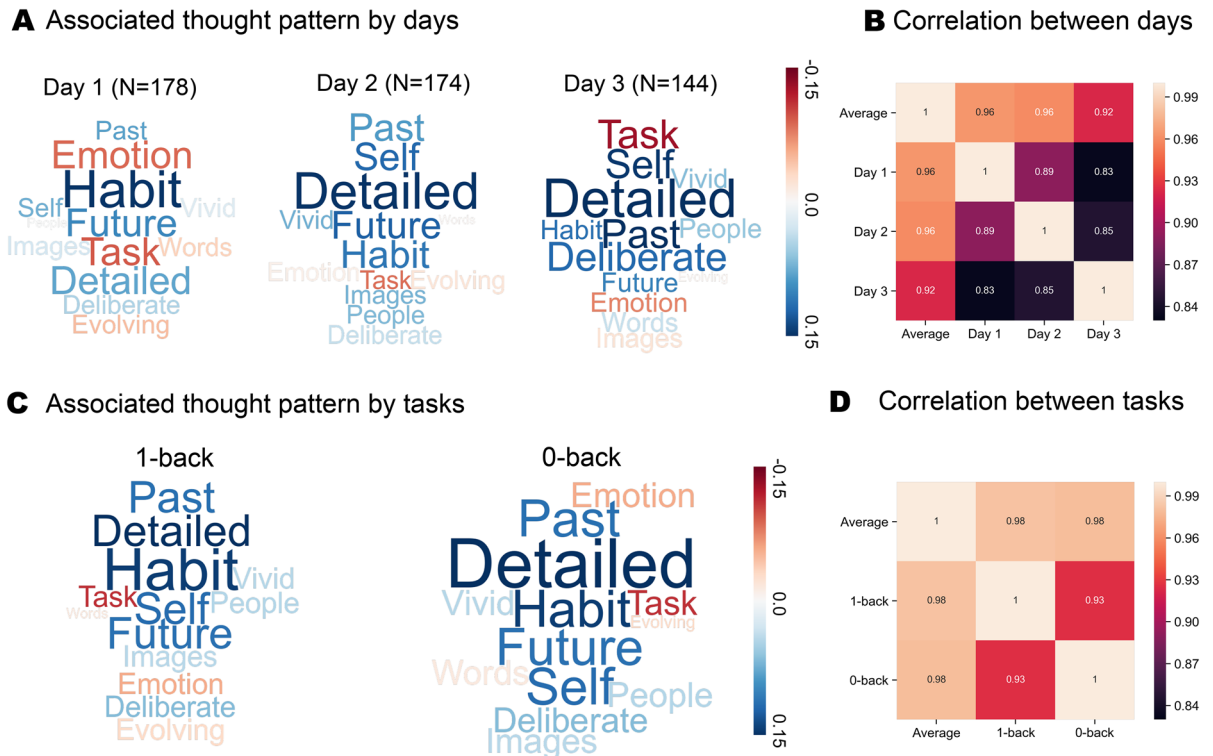 A Associated thought pattern by days
Day 1 (N=178)
Past
Emotion
Habit
Self Vivid
People
Future
Images Task Words
Detailed
Deliberate
Evolving
Day 2 (N=174)
Past
Self
Detailed
Vivid Future Words
Habit
Emotion Task Evolving
Images
People
Deliberate
Day 3 (N=144)
Task
Self Vivid
Detailed
Habit Past People
Deliberate
Future Evolving
Emotion
Words
Images
-0.15
0.0
0.15
B Correlation between days
Average 1 0.96 0.96 0.92
Day 1 0.96 1 0.89 0.83
Day 2 0.96 0.89 1 0.85
Day 3 0.92 0.83 0.85 1
Average Day 1 Day 2 Day 3
0.99
0.96
0.93
0.90
0.87
0.84
C Associated thought pattern by tasks
1-back
Past
Detailed
Habit Vivid
Task Self People
Words
Future
Images
Emotion
Deliberate
Evolving
0-back
Emotion
Past
Detailed
Vivid Habit Task
Evolving
Future
Words Self People
Deliberate
Images
-0.15
0.0
0.15
D Correlation between tasks
Average 1 0.98 0.98
1-back 0.98 1 0.93
0-back 0.98 0.93 1
Average 1-back 0-back
0.99
0.96
0.93
0.90
0.87
0.84